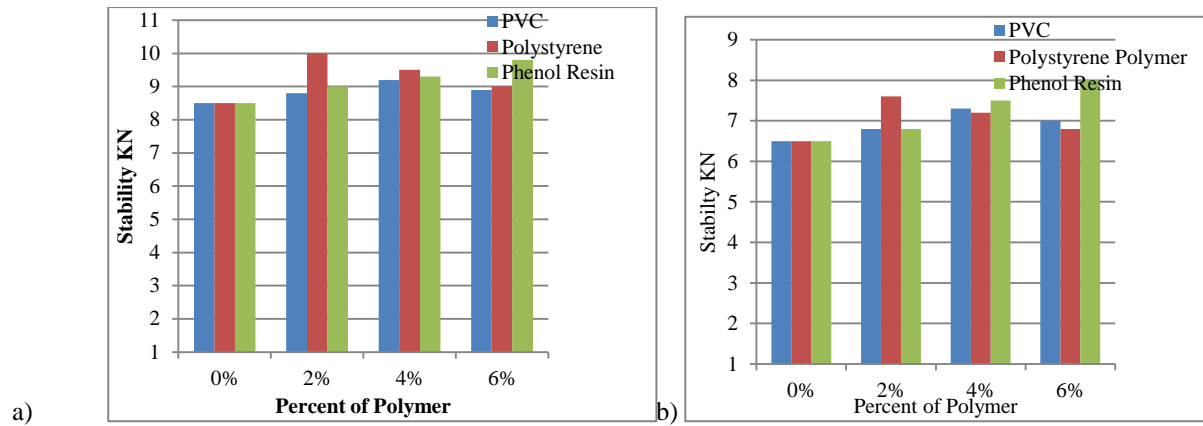 11
10
9
8
7
6
5
4
3
2
1
Stability KN
PVC
Polystyrene
Phenol Resin
0% 2% 4% 6%
Percent of Polymer
a)
9
8
7
6
5
4
3
2
1
Stabilty KN
PVC
Polystyrene Polymer
Phenol Resin
0% 2% 4% 6%
Percent of Polymer
b)